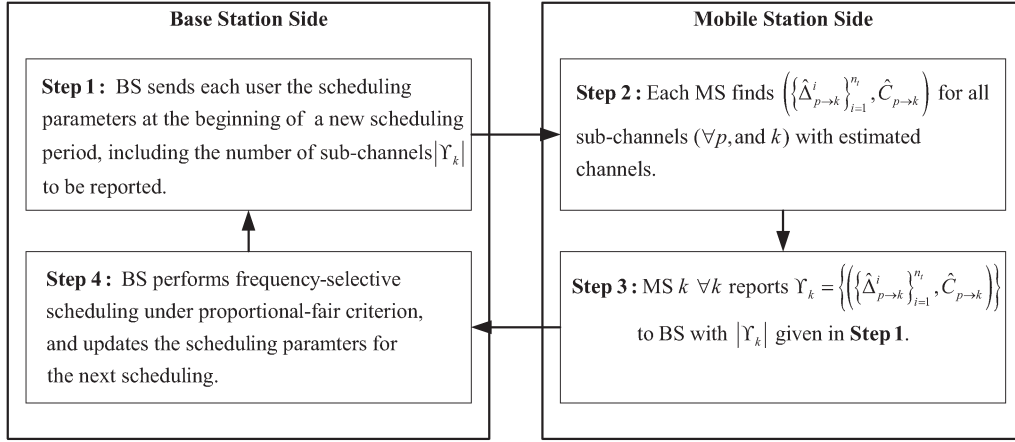 Base Station Side
Step 1: BS sends each user the scheduling
parameters at the beginning of a new scheduling
period, including the number of sub-channels |ϒ_k|
to be reported.
Step 4: BS performs frequency-selective
scheduling under proportional-fair criterion,
and updates the scheduling paramters for
the next scheduling.
Mobile Station Side
Step 2: Each MS finds ({Δ̂^i_{p→k}}^{n_t}_{i=1}, Ĉ_{p→k}) for all
sub-channels (∀p, and k) with estimated
channels.
Step 3: MS k ∀k reports ϒ_k = {({Δ̂^i_{p→k}}^{n_t}_{i=1}, Ĉ_{p→k})}
to BS with |ϒ_k| given in Step 1.